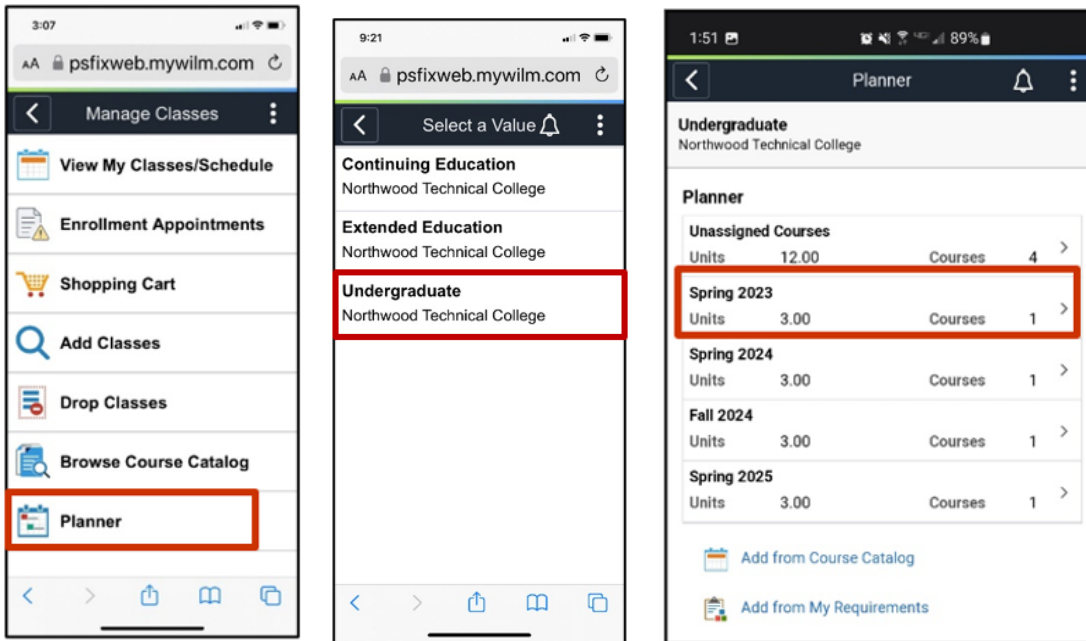 3:07
AA psfixweb.mywilm.com
Manage Classes
View My Classes/Schedule
Enrollment Appointments
Shopping Cart
Add Classes
Drop Classes
Browse Course Catalog
Planner
9:21
AA psfixweb.mywilm.com
Select a Value
Continuing Education
Northwood Technical College
Extended Education
Northwood Technical College
Undergraduate
Northwood Technical College
1:51 89%
Planner
Undergraduate
Northwood Technical College
Planner
Unassigned Courses
Units 12.00 Courses 4
Spring 2023
Units 3.00 Courses 1
Spring 2024
Units 3.00 Courses 1
Fall 2024
Units 3.00 Courses 1
Spring 2025
Units 3.00 Courses 1
Add from Course Catalog
Add from My Requirements